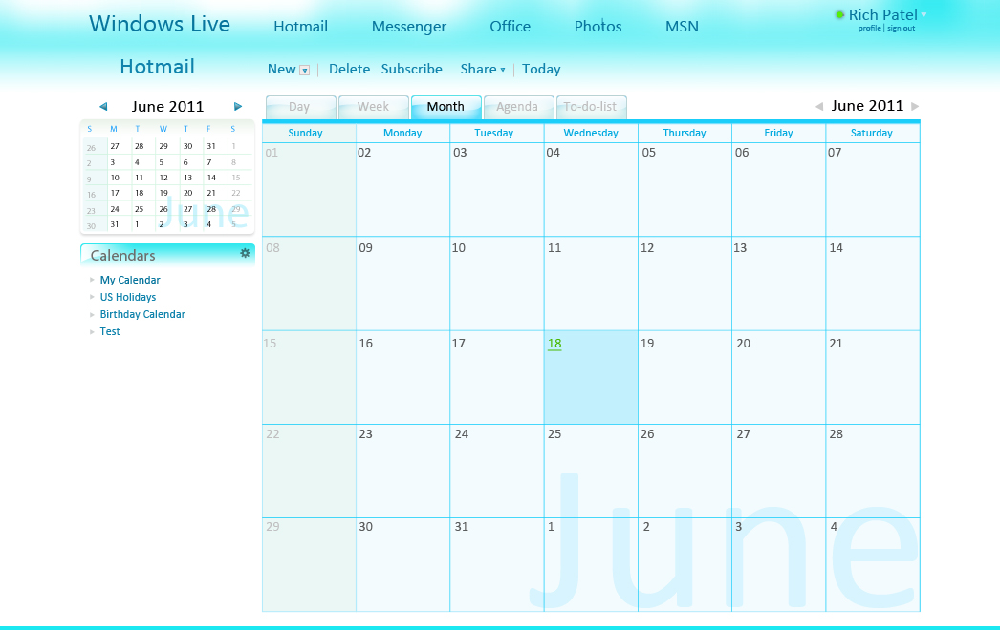 Windows Live Hotmail Messenger Office Photos MSN Rich Patel
profile | sign out
Hotmail New Delete Subscribe Share Today
June 2011
S M T W T F S
26 27 28 29 30 31 1
2 3 4 5 6 7 8
9 10 11 12 13 14 15
16 17 18 19 20 21 22
23 24 25 26 27 28 29
30 31 1 2 3 4 5
June
Calendars
My Calendar
US Holidays
Birthday Calendar
Test
Day Week Month Agenda To-do-list June 2011
Sunday Monday Tuesday Wednesday Thursday Friday Saturday
01 02 03 04 05 06 07
08 09 10 11 12 13 14
15 16 17 18 19 20 21
22 23 24 25 26 27 28
29 30 31 1 2 3 4
June